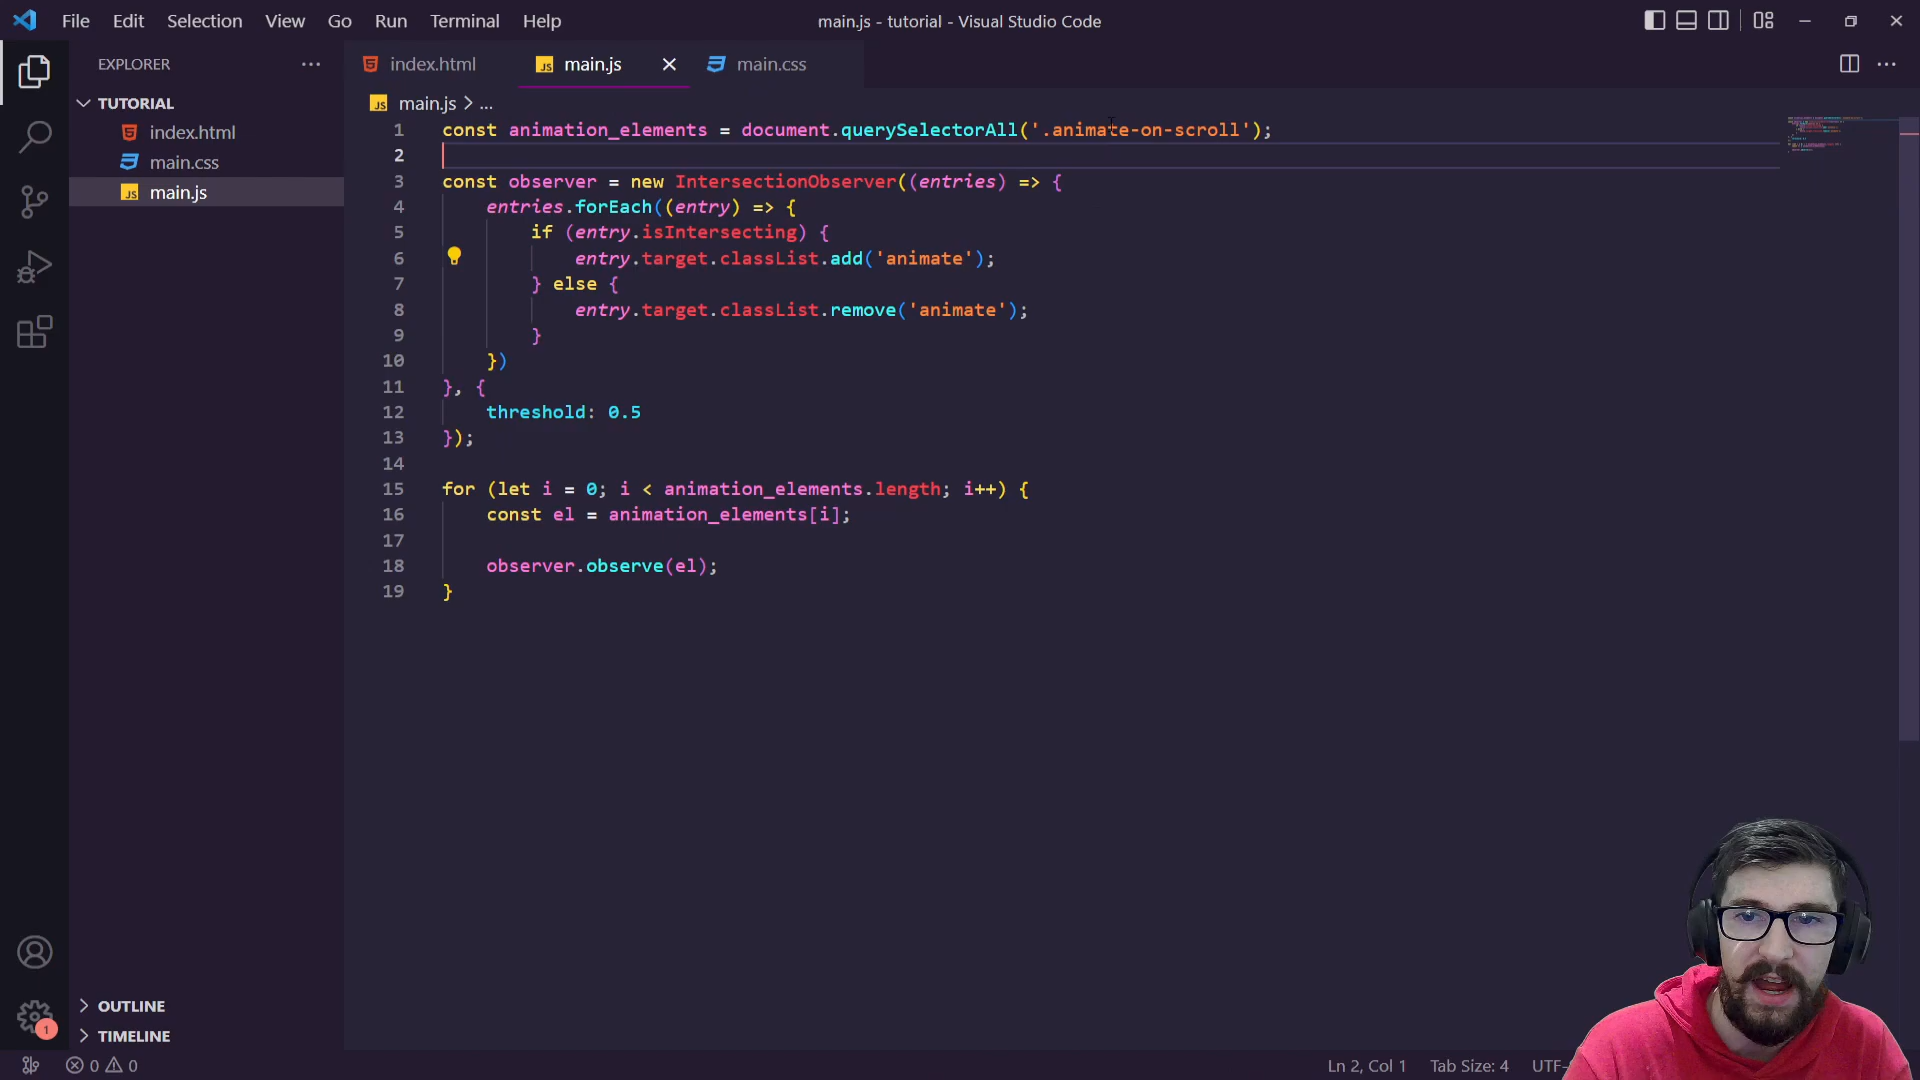 File Edit Selection View Go Run Terminal Help
main.js - tutorial - Visual Studio Code
EXPLORER
TUTORIAL
index.html
main.css
main.js
OUTLINE
TIMELINE
index.html
JS main.js
main.css
JS main.js > ...
1 const animation_elements = document.querySelectorAll('.animate-on-scroll');
2
3 const observer = new IntersectionObserver((entries) => {
4 entries.forEach((entry) => {
5 if (entry.isIntersecting) {
6 entry.target.classList.add('animate');
7 } else {
8 entry.target.classList.remove('animate');
9 }
10 })
11 }, {
12 threshold: 0.5
13 });
14
15 for (let i = 0; i < animation_elements.length; i++) {
16 const el = animation_elements[i];
17
18 observer.observe(el);
19 }
1
0 0
Ln 2, Col 1 Tab Size: 4 UTF-